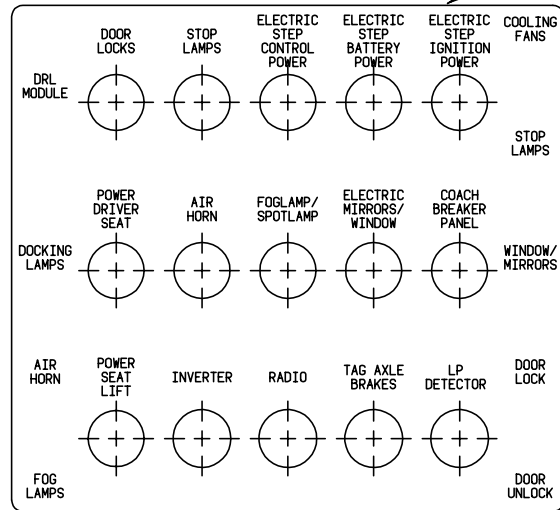 DOOR
LOCKS
STOP
LAMPS
ELECTRIC
STEP
CONTROL
POWER
ELECTRIC
STEP
BATTERY
POWER
ELECTRIC
STEP
IGNITION
POWER
COOLING
FANS
DRL
MODULE
STOP
LAMPS
POWER
DRIVER
SEAT
AIR
HORN
FOGLAMP/
SPOTLAMP
ELECTRIC
MIRRORS/
WINDOW
COACH
BREAKER
PANEL
DOCKING
LAMPS
WINDOW/
MIRRORS
AIR
HORN
POWER
SEAT
LIFT
INVERTER
RADIO
TAG AXLE
BRAKES
LP
DETECTOR
DOOR
LOCK
FOG
LAMPS
DOOR
UNLOCK